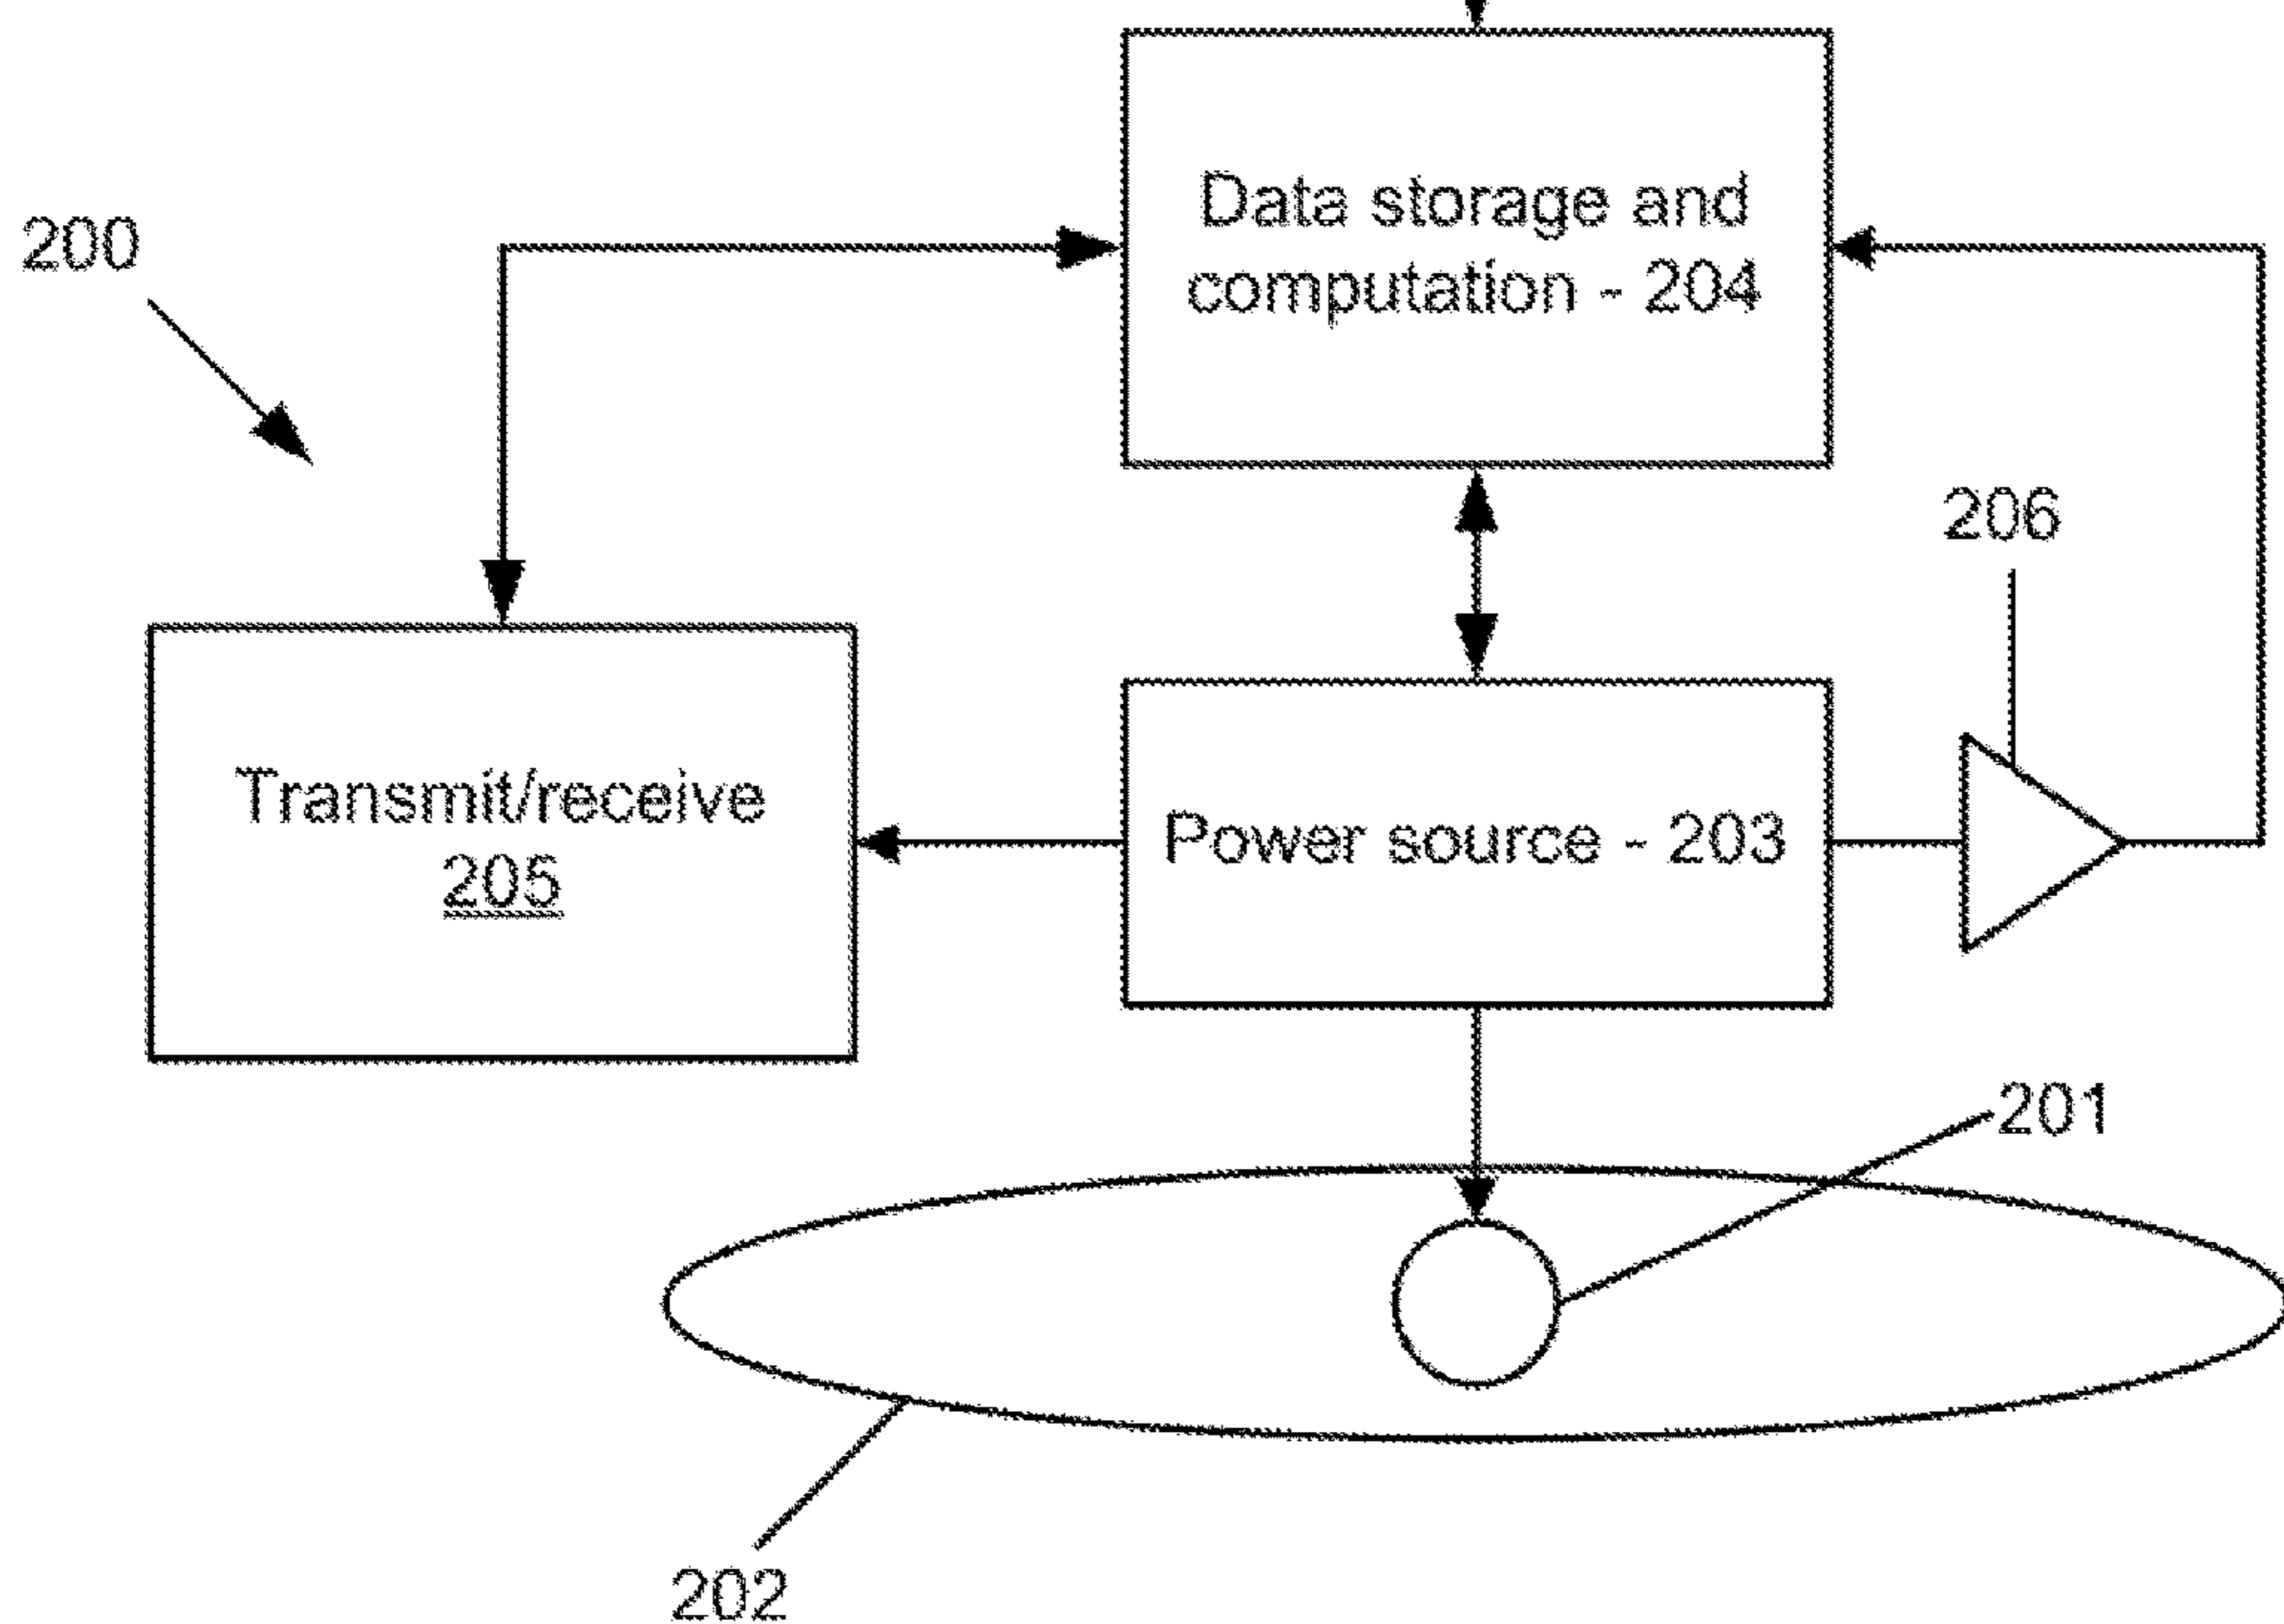 Data storage and
computation - 204
200
206
Transmit/receive
205
Power source - 203
201
202